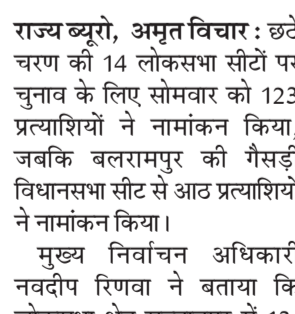 राज्य ब्यूरो, अमृत विचार : छठे
चरण की 14 लोकसभा सीटों पर
चुनाव के लिए सोमवार को 123
प्रत्याशियों ने नामांकन किया,
जबकि बलरामपुर की गैसड़ी
विधानसभा सीट से आठ प्रत्याशियों
ने नामांकन किया।
मुख्य निर्वाचन अधिकारी
नवदीप रिणवा ने बताया कि